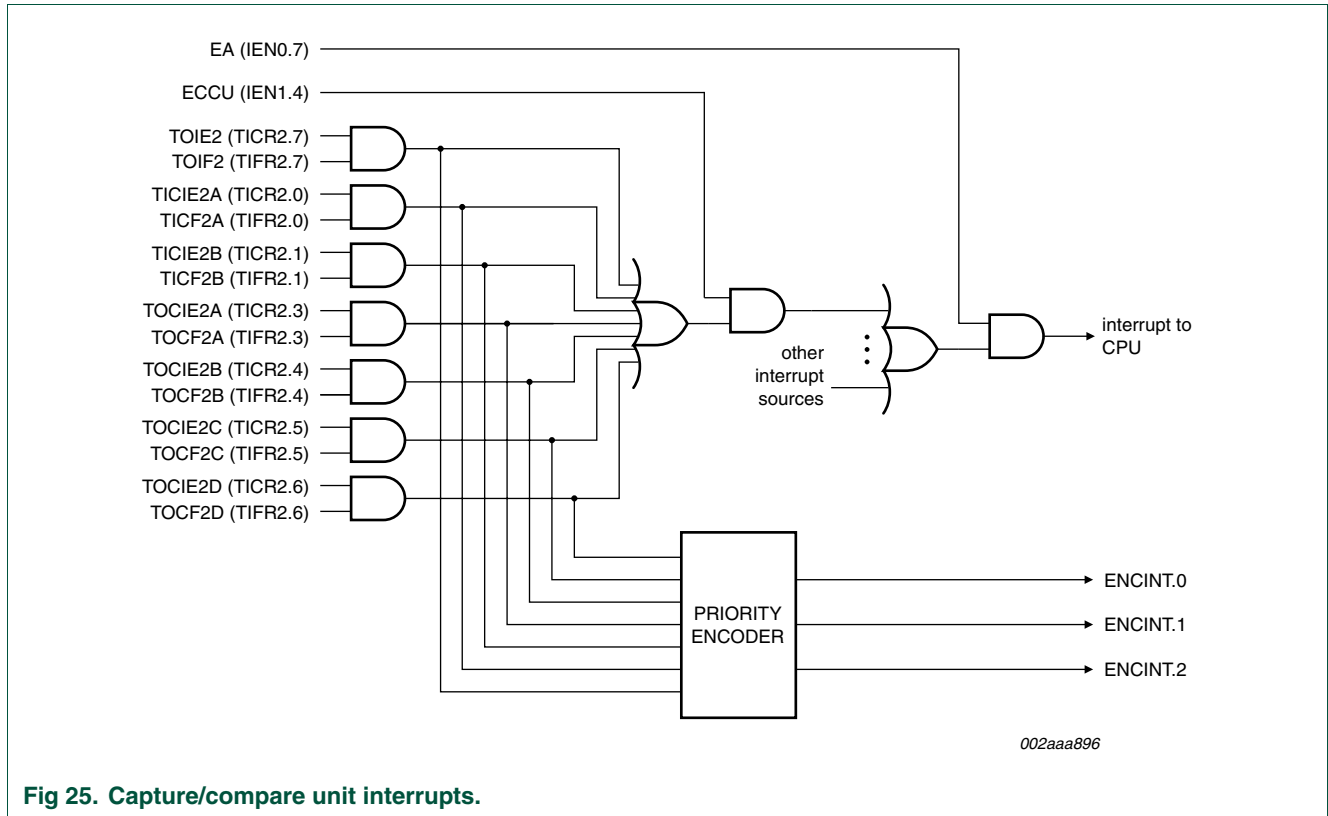 EA (IEN0.7)
ECCU (IEN1.4)
TOIE2 (TICR2.7)
TOIF2 (TIFR2.7)
TICIE2A (TICR2.0)
TICF2A (TIFR2.0)
TICIE2B (TICR2.1)
TICF2B (TIFR2.1)
TOCIE2A (TICR2.3)
TOCF2A (TIFR2.3)
TOCIE2B (TICR2.4)
TOCF2B (TIFR2.4)
TOCIE2C (TICR2.5)
TOCF2C (TIFR2.5)
TOCIE2D (TICR2.6)
TOCF2D (TIFR2.6)
other
interrupt
sources
interrupt to
CPU
PRIORITY
ENCODER
ENCINT.0
ENCINT.1
ENCINT.2
002aaa896
Fig 25. Capture/compare unit interrupts.